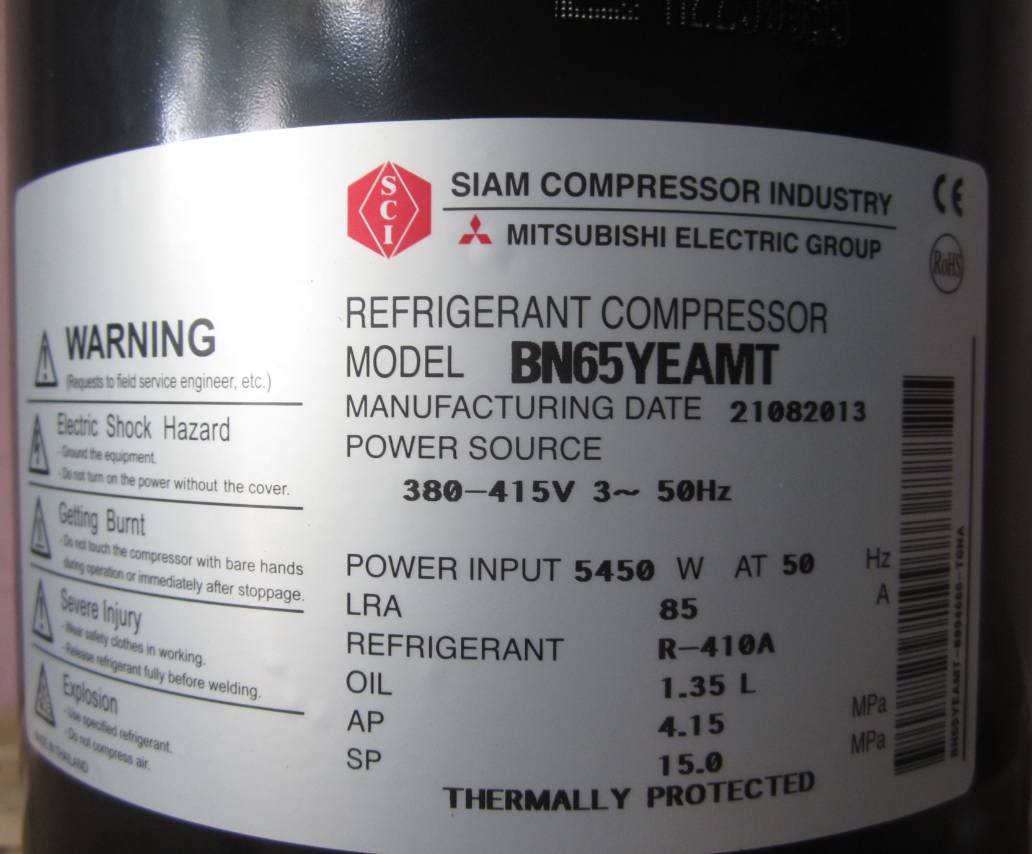 SCI
SIAM COMPRESSOR INDUSTRY
MITSUBISHI ELECTRIC GROUP
CE
RoHS
REFRIGERANT COMPRESSOR
MODEL BN65YEAMT
MANUFACTURING DATE 21082013
POWER SOURCE
380-415V 3~ 50Hz
POWER INPUT 5450 W AT 50 Hz
LRA 85 A
REFRIGERANT R-410A
OIL 1.35 L
AP 4.15 MPa
SP 15.0 MPa
THERMALLY PROTECTED
WARNING
(Requests to field service engineer, etc.)
Electric Shock Hazard
- Ground the equipment.
- Do not turn on the power without the cover.
Getting Burnt
- Do not touch the compressor with bare hands
during operation or immediately after stoppage.
Severe Injury
- Wear safety clothes in working.
- Release refrigerant fully before welding.
Explosion
- Use specified refrigerant.
- Do not compress air.
MADE IN THAILAND